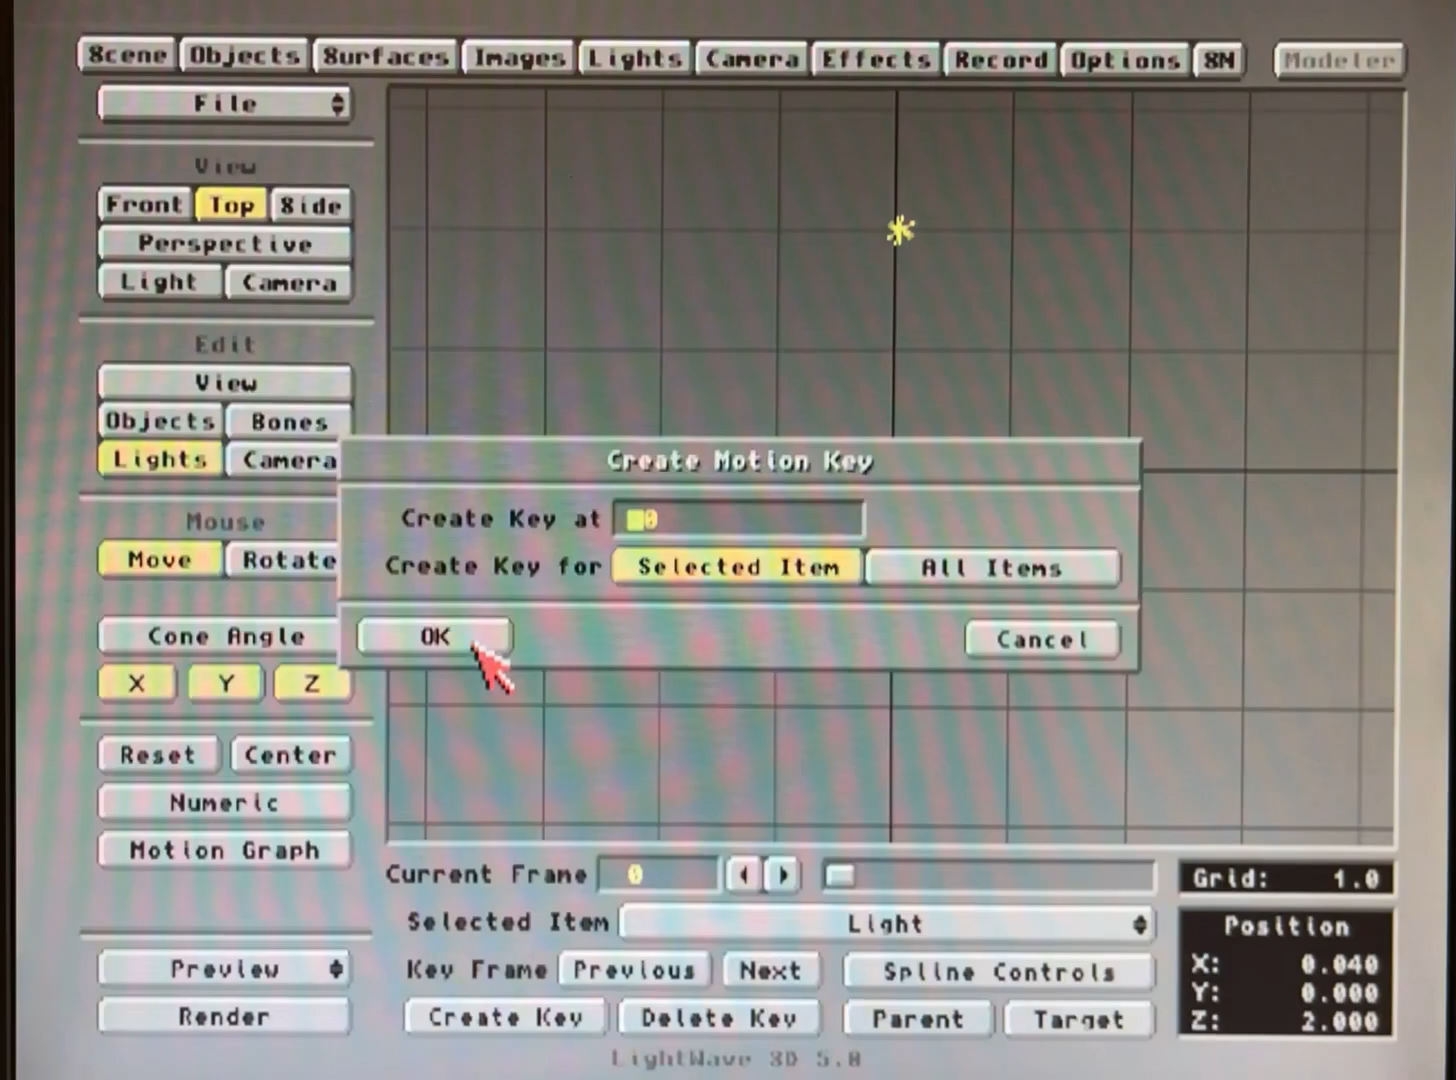 Scene Objects Surfaces Images Lights Camera Effects Record Options SN Modeler
File
View
Front Top Side
Perspective
Light Camera
Edit
View
Objects Bones
Lights Camera
Create Motion Key
Mouse
Create Key at 0
Move Rotate
Create Key for Selected Item All Items
Cone Angle
OK Cancel
X Y Z
Reset Center
Numeric
Motion Graph
Current Frame 0
Grid: 1.0
Selected Item Light
Position
Preview
Key Frame Previous Next Spline Controls
X: 0.040
Y: 0.000
Render
Create Key Delete Key Parent Target
Z: 2.000
LightWave 3D 5.0